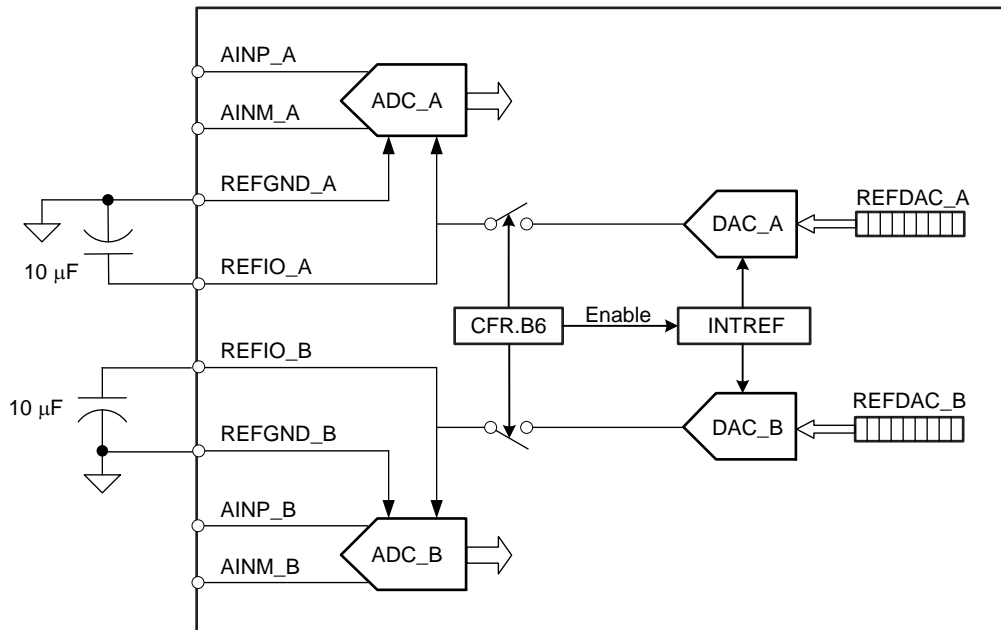 AINP_A
ADC_A
AINM_A
REFGND_A
REFDAC_A
DAC_A
10 μF
REFIO_A
CFR.B6
Enable
INTREF
REFIO_B
10 μF
REFDAC_B
REFGND_B
DAC_B
AINP_B
ADC_B
AINM_B